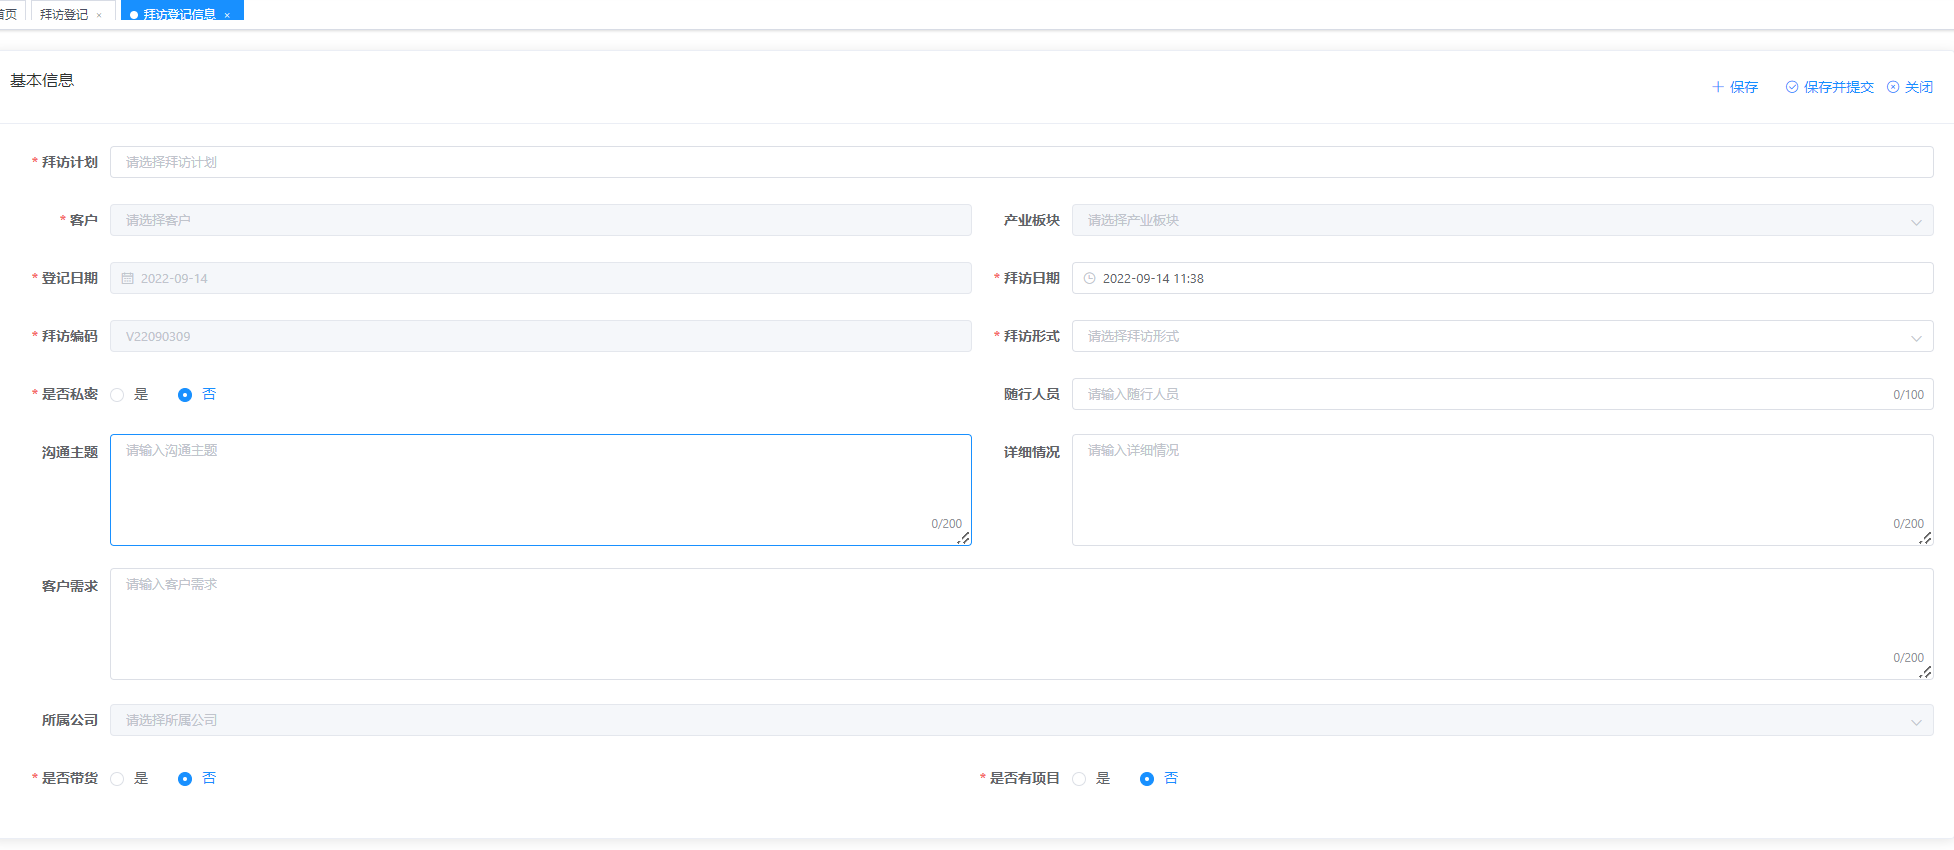 首页 拜访登记 × 拜访登记信息 ×
基本信息
保存 保存并提交 关闭
* 拜访计划 请选择拜访计划
* 客户 请选择客户 产业板块 请选择产业板块
* 登记日期 2022-09-14 * 拜访日期 2022-09-14 11:38
* 拜访编码 V22090309 * 拜访形式 请选择拜访形式
* 是否私密 是 否 随行人员 请输入随行人员 0/100
沟通主题 请输入沟通主题 0/200 详细情况 请输入详细情况 0/200
客户需求 请输入客户需求 0/200
所属公司 请选择所属公司
* 是否带货 是 否 * 是否有项目 是 否